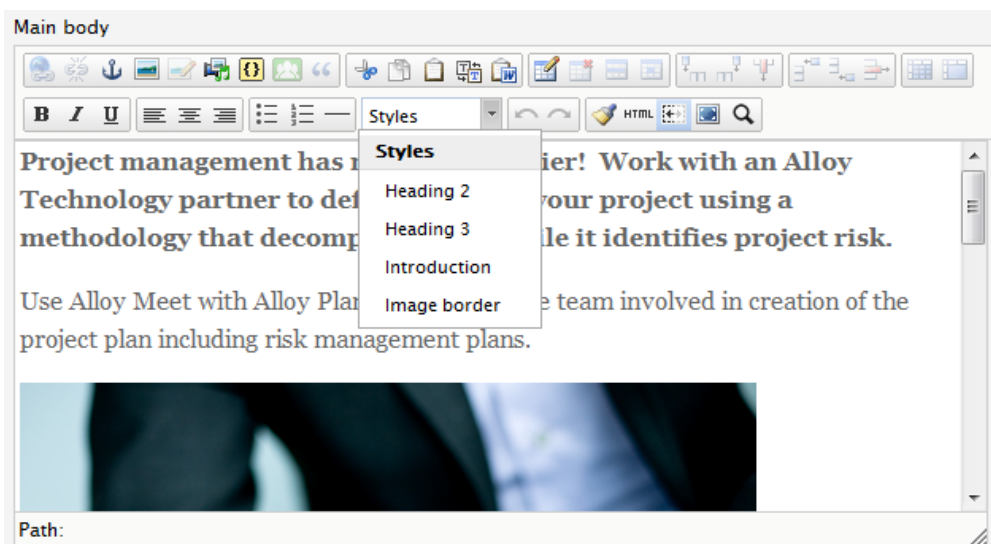 Main body
B I U Styles HTML
Styles
Heading 2
Heading 3
Introduction
Image border
Project management has ier! Work with an Alloy
Technology partner to def your project using a
methodology that decomp ile it identifies project risk.
Use Alloy Meet with Alloy Plan e team involved in creation of the
project plan including risk management plans.
Path: